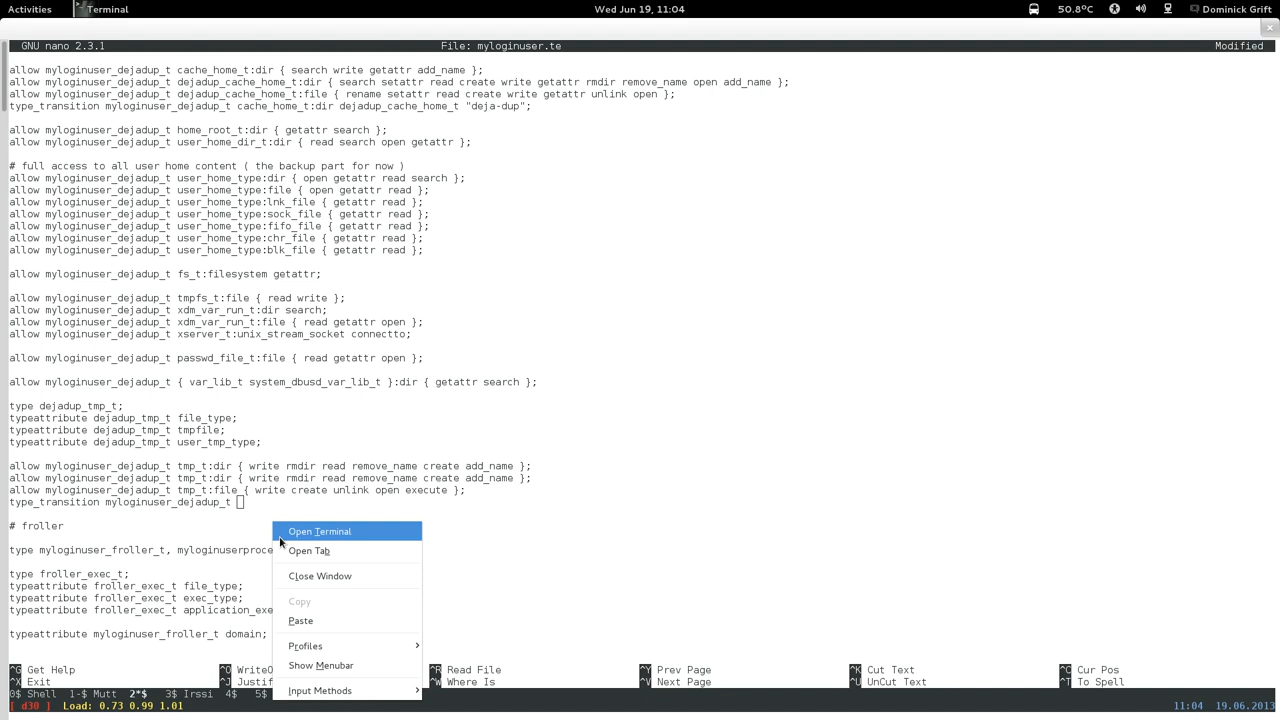 Activities Terminal Wed Jun 19, 11:04 50.8°C Dominick Grift
GNU nano 2.3.1 File: myloginuser.te Modified
allow myloginuser_dejadup_t cache_home_t:dir { search write getattr add_name };
allow myloginuser_dejadup_t dejadup_cache_home_t:dir { search setattr read create write getattr rmdir remove_name open add_name };
allow myloginuser_dejadup_t dejadup_cache_home_t:file { rename setattr read create write getattr unlink open };
type_transition myloginuser_dejadup_t cache_home_t:dir dejadup_cache_home_t "deja-dup";
allow myloginuser_dejadup_t home_root_t:dir { getattr search };
allow myloginuser_dejadup_t user_home_dir_t:dir { read search open getattr };
# full access to all user home content ( the backup part for now )
allow myloginuser_dejadup_t user_home_type:dir { open getattr read search };
allow myloginuser_dejadup_t user_home_type:file { open getattr read };
allow myloginuser_dejadup_t user_home_type:lnk_file { getattr read };
allow myloginuser_dejadup_t user_home_type:sock_file { getattr read };
allow myloginuser_dejadup_t user_home_type:fifo_file { getattr read };
allow myloginuser_dejadup_t user_home_type:chr_file { getattr read };
allow myloginuser_dejadup_t user_home_type:blk_file { getattr read };
allow myloginuser_dejadup_t fs_t:filesystem getattr;
allow myloginuser_dejadup_t tmpfs_t:file { read write };
allow myloginuser_dejadup_t xdm_var_run_t:dir search;
allow myloginuser_dejadup_t xdm_var_run_t:file { read getattr open };
allow myloginuser_dejadup_t xserver_t:unix_stream_socket connectto;
allow myloginuser_dejadup_t passwd_file_t:file { read getattr open };
allow myloginuser_dejadup_t { var_lib_t system_dbusd_var_lib_t }:dir { getattr search };
type dejadup_tmp_t;
typeattribute dejadup_tmp_t file_type;
typeattribute dejadup_tmp_t tmpfile;
typeattribute dejadup_tmp_t user_tmp_type;
allow myloginuser_dejadup_t tmp_t:dir { write rmdir read remove_name create add_name };
allow myloginuser_dejadup_t tmp_t:dir { write rmdir read remove_name create add_name };
allow myloginuser_dejadup_t tmp_t:file { write create unlink open execute };
type_transition myloginuser_dejadup_t
# froller
type myloginuser_froller_t, myloginuserproce
type froller_exec_t;
typeattribute froller_exec_t file_type;
typeattribute froller_exec_t exec_type;
typeattribute froller_exec_t application_exe
typeattribute myloginuser_froller_t domain;
Open Terminal
Open Tab
Close Window
Copy
Paste
Profiles
Show Menubar
Input Methods
^G Get Help ^O WriteO ^R Read File ^Y Prev Page ^K Cut Text ^C Cur Pos
^X Exit ^J Justif ^W Where Is ^V Next Page ^U UnCut Text ^T To Spell
0$ Shell 1-$ Mutt 2*$ 3$ Irssi 4$ 5$
[ d30 ] Load: 0.73 0.99 1.01 11:04 19.06.2013